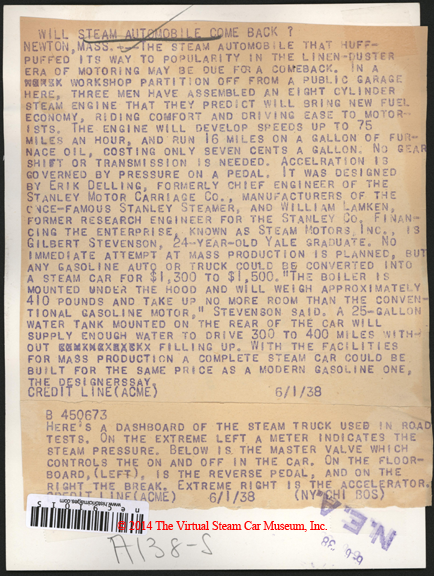 WILL STEAM AUTOMOBILE COME BACK ?
NEWTON, MASS. -- THE STEAM AUTOMOBILE THAT HUFF-
PUFFED ITS WAY TO POPULARITY IN THE LINEN-DUSTER
ERA OF MOTORING MAY BE DUE FOR A COMEBACK. IN A
WORKSHOP PARTITION OFF FROM A PUBLIC GARAGE
HERE, THREE MEN HAVE ASSEMBLED AN EIGHT CYLINDER
STEAM ENGINE THAT THEY PREDICT WILL BRING NEW FUEL
ECONOMY, RIDING COMFORT AND DRIVING EASE TO MOTOR-
ISTS. THE ENGINE WILL DEVELOP SPEEDS UP TO 75
MILES AN HOUR, AND RUN 16 MILES ON A GALLON OF FUR-
NACE OIL, COSTING ONLY SEVEN CENTS A GALLON. NO GEAR
SHIFT OR TRANSMISSION IS NEEDED. ACCELRATION IS
GOVERNED BY PRESSURE ON A PEDAL. IT WAS DESIGNED
BY ERIK DELLING, FORMERLY CHIEF ENGINEER OF THE
STANLEY MOTOR CARRIAGE CO., MANUFACTURERS OF THE
ONCE-FAMOUS STANLEY STEAMER, AND WILLIAM LAMKEN,
FORMER RESEARCH ENGINEER FOR THE STANLEY CO. FINAN-
CING THE ENTERPRISE, KNOWN AS STEAM MOTORS, INC., IS
GILBERT STEVENSON, 24-YEAR-OLD YALE GRADUATE. NO
IMMEDIATE ATTEMPT AT MASS PRODUCTION IS PLANNED, BUT
ANY GASOLINE AUTO OR TRUCK COULD BE CONVERTED INTO
A STEAM CAR FOR $1,300 TO $1,500. "THE BOILER IS
MOUNTED UNDER THE HOOD AND WILL WEIGH APPROXIMATELY
410 POUNDS AND TAKE UP NO MORE ROOM THAN THE CONVEN-
TIONAL GASOLINE MOTOR," STEVENSON SAID. A 25-GALLON
WATER TANK MOUNTED ON THE REAR OF THE CAR WILL
SUPPLY ENOUGH WATER TO DRIVE 300 TO 400 MILES WITH-
OUT FILLING UP. WITH THE FACILITIES
FOR MASS PRODUCTION A COMPLETE STEAM CAR COULD BE
BUILT FOR THE SAME PRICE AS A MODERN GASOLINE ONE,
THE DESIGNERSSAY.
CREDIT LINE(ACME) 6/1/38
B 450673
HERE'S A DASHBOARD OF THE STEAM TRUCK USED IN ROAD
TESTS. ON THE EXTREME LEFT A METER INDICATES THE
STEAM PRESSURE. BELOW IS THE MASTER VALVE WHICH
CONTROLS THE ON AND OFF IN THE CAR. ON THE FLOOR-
BOARD,(LEFT), IS THE REVERSE PEDAL, AND ON THE
RIGHT THE BREAK. EXTREME RIGHT IS THE ACCELERATOR.
CREDIT LINE(ACME) 6/1/38 (NY CHI BOS)
www.historicimages.com
N.E.A.
© 2014 The Virtual Steam Car Museum, Inc.
A138-S